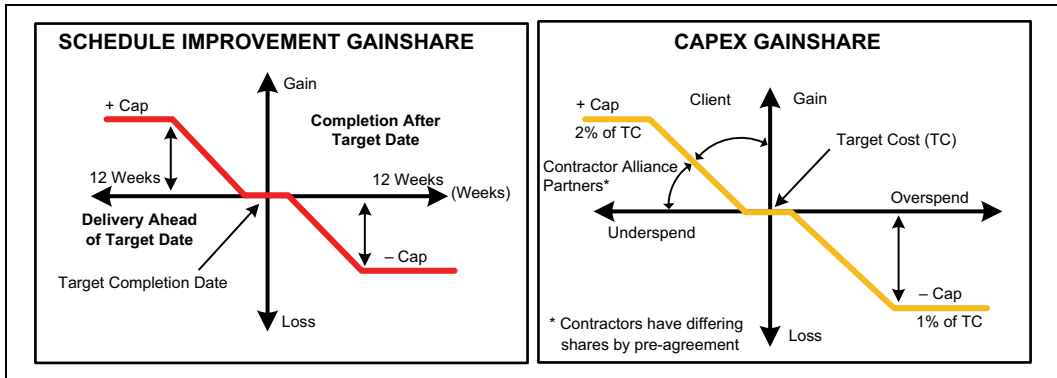 SCHEDULE IMPROVEMENT GAINSHARE
Gain
+ Cap
Completion After
Target Date
12 Weeks
12 Weeks
(Weeks)
Delivery Ahead
of Target Date
– Cap
Target Completion Date
Loss
CAPEX GAINSHARE
Client
Gain
+ Cap
2% of TC
Target Cost (TC)
Contractor Alliance
Partners*
Overspend
Underspend
– Cap
1% of TC
* Contractors have differing
shares by pre-agreement
Loss